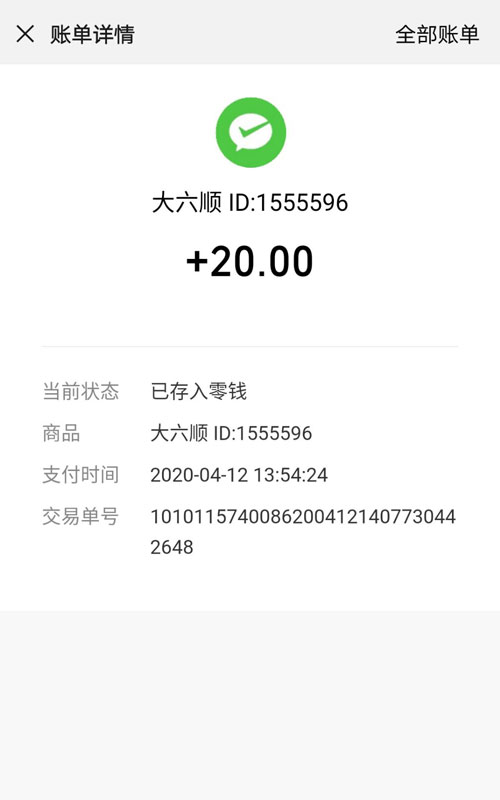 账单详情 全部账单
大六顺 ID:1555596
+20.00
当前状态 已存入零钱
商品 大六顺 ID:1555596
支付时间 2020-04-12 13:54:24
交易单号 1010115740086200412140773044
2648